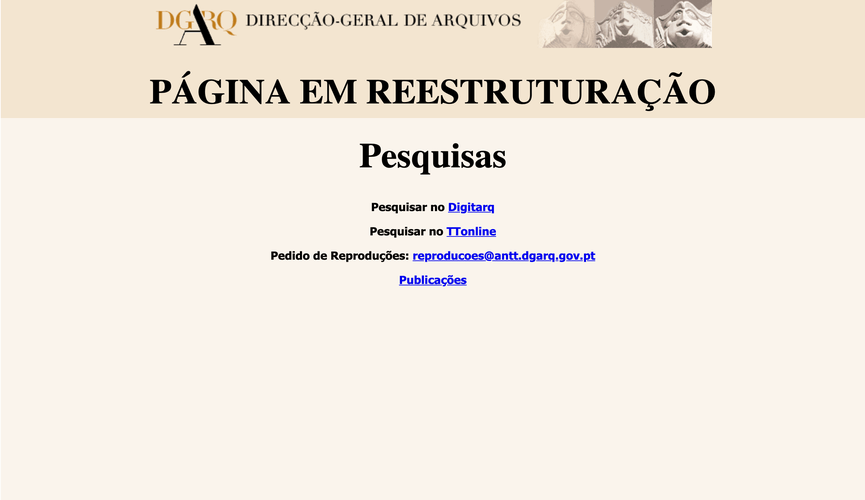 DGARQ DIRECÇÃO-GERAL DE ARQUIVOS
PÁGINA EM REESTRUTURAÇÃO
Pesquisas
Pesquisar no Digitarq
Pesquisar no TTonline
Pedido de Reproduções: reproducoes@antt.dgarq.gov.pt
Publicações